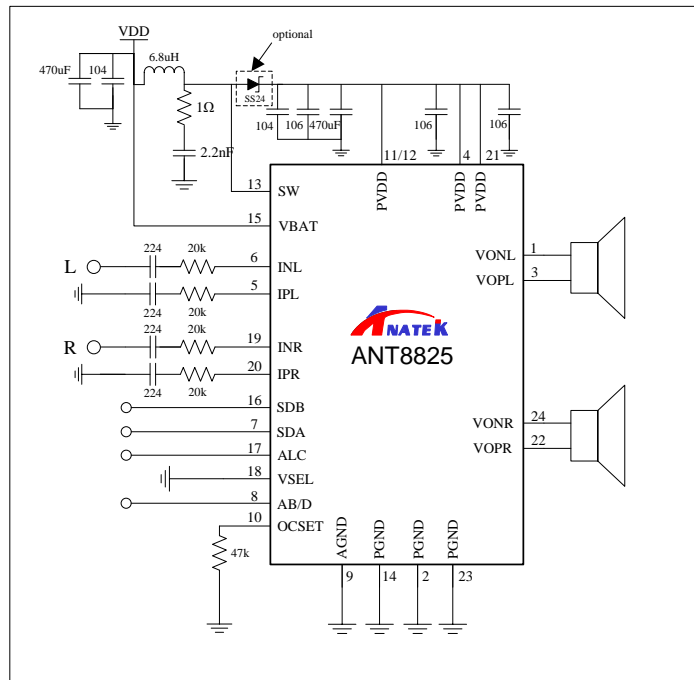 VDD
optional
6.8uH
470uF
104
SS24
1Ω
2.2nF
104
106
470uF
106
106
11/12
4
21
PVDD
PVDD
PVDD
13
SW
15
VBAT
L
224
20k
6
INL
5
IPL
224
20k
R
224
20k
19
INR
20
IPR
224
20k
16
SDB
7
SDA
17
ALC
18
VSEL
8
AB/D
10
OCSET
47k
ANATEK
ANT8825
VONL
1
VOPL
3
VONR
24
VOPR
22
AGND
PGND
PGND
PGND
9
14
2
23